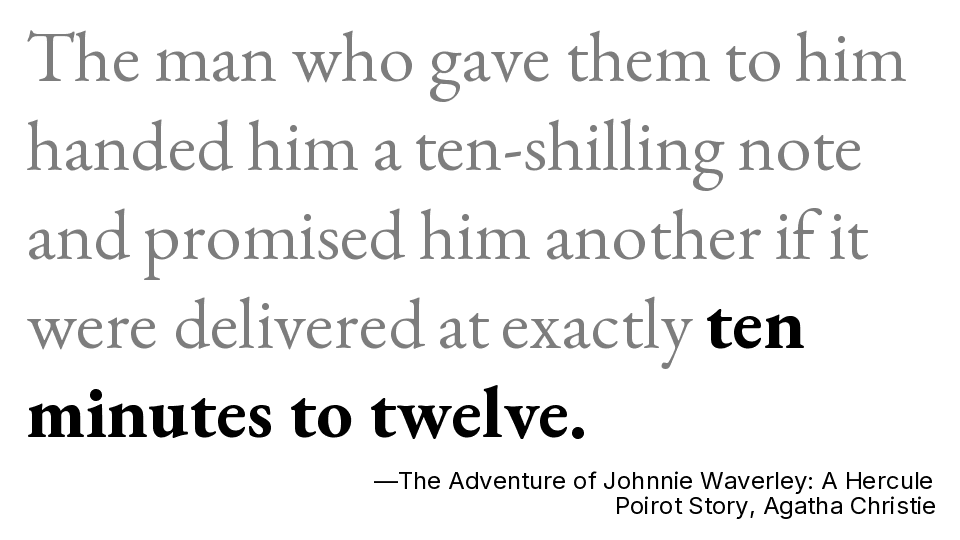 The man who gave them to him
handed him a ten-shilling note
and promised him another if it
were delivered at exactly ten
minutes to twelve.
—The Adventure of Johnnie Waverley: A Hercule
Poirot Story, Agatha Christie